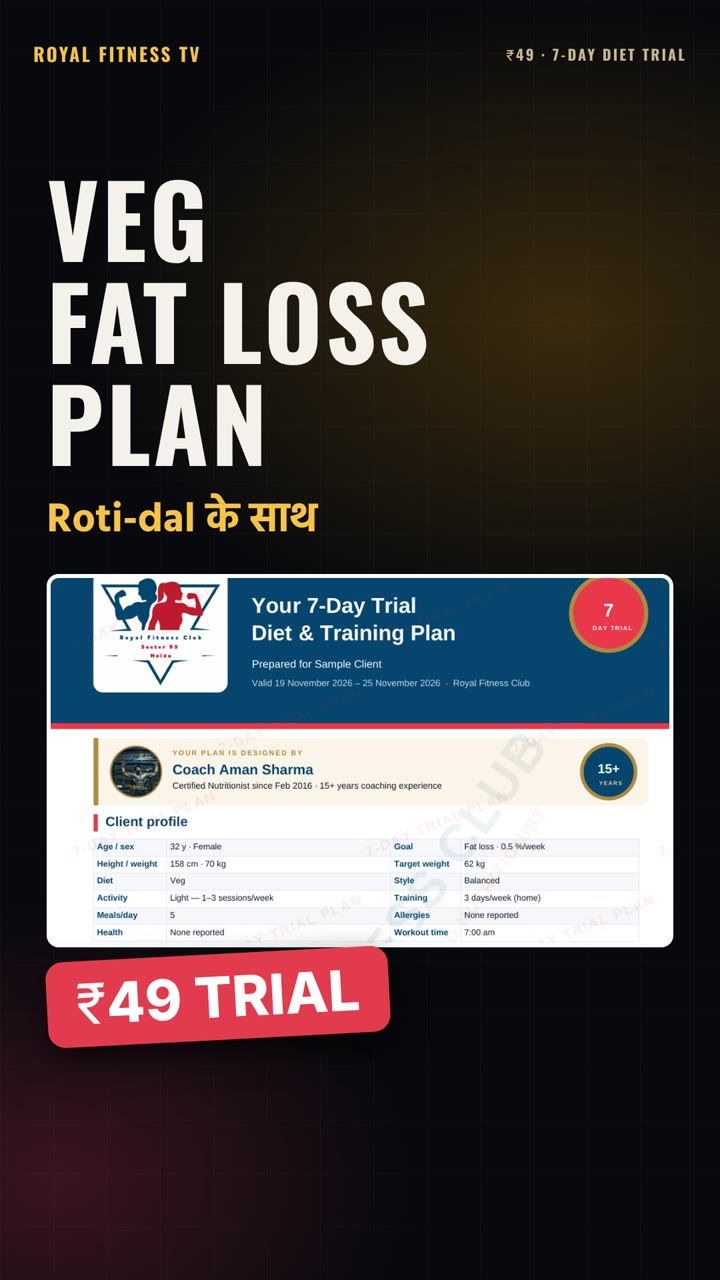 ROYAL FITNESS TV
₹49 · 7-DAY DIET TRIAL
VEG
FAT LOSS
PLAN
Roti-dal के साथ
Royal Fitness Club
Sector 93
Noida
Your 7-Day Trial
Diet & Training Plan
Prepared for Sample Client
Valid 19 November 2026 – 25 November 2026 · Royal Fitness Club
7
DAY TRIAL
YOUR PLAN IS DESIGNED BY
Coach Aman Sharma
Certified Nutritionist since Feb 2016 · 15+ years coaching experience
15+
YEARS
Client profile
Age / sex 32 y · Female Goal Fat loss · 0.5 %/week
Height / weight 158 cm · 70 kg Target weight 62 kg
Diet Veg Style Balanced
Activity Light — 1–3 sessions/week Training 3 days/week (home)
Meals/day 5 Allergies None reported
Health None reported Workout time 7:00 am
7-DAY TRIAL PLAN
₹49 TRIAL